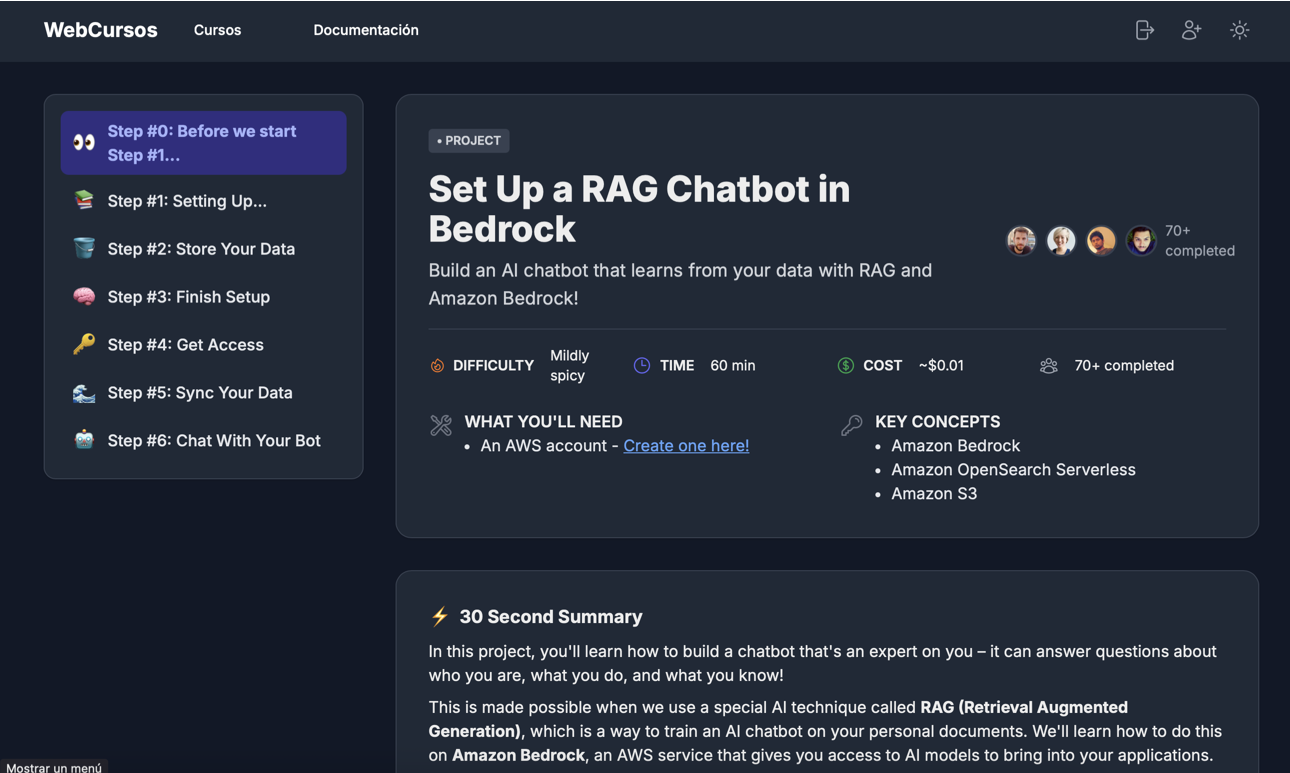 WebCursos Cursos Documentación
Step #0: Before we start
Step #1...
Step #1: Setting Up...
Step #2: Store Your Data
Step #3: Finish Setup
Step #4: Get Access
Step #5: Sync Your Data
Step #6: Chat With Your Bot
• PROJECT
Set Up a RAG Chatbot in
Bedrock
Build an AI chatbot that learns from your data with RAG and
Amazon Bedrock!
70+
completed
DIFFICULTY Mildly
spicy
TIME 60 min
COST ~$0.01
70+ completed
WHAT YOU'LL NEED
• An AWS account - Create one here!
KEY CONCEPTS
• Amazon Bedrock
• Amazon OpenSearch Serverless
• Amazon S3
⚡ 30 Second Summary
In this project, you'll learn how to build a chatbot that's an expert on you – it can answer questions about
who you are, what you do, and what you know!
This is made possible when we use a special AI technique called RAG (Retrieval Augmented
Generation), which is a way to train an AI chatbot on your personal documents. We'll learn how to do this
on Amazon Bedrock, an AWS service that gives you access to AI models to bring into your applications.
Mostrar un menú